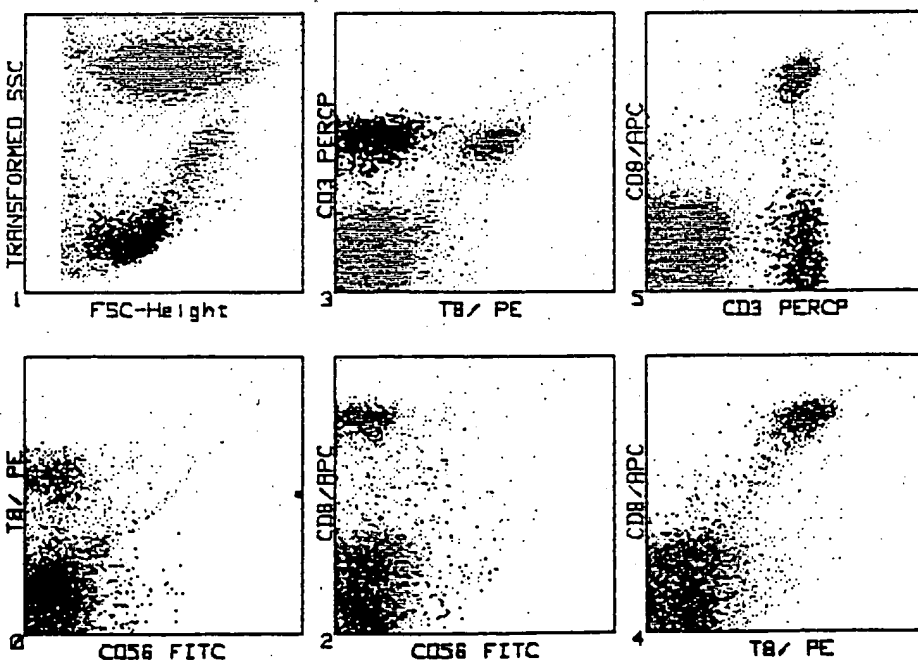 TRANSFORMED SSC
1
FSC-Height
CD3 PERCP
3
T8/ PE
CD8/APC
5
CD3 PERCP
T8/ PE
0
CD56 FITC
CD8/APC
2
CD56 FITC
CD8/APC
4
T8/ PE